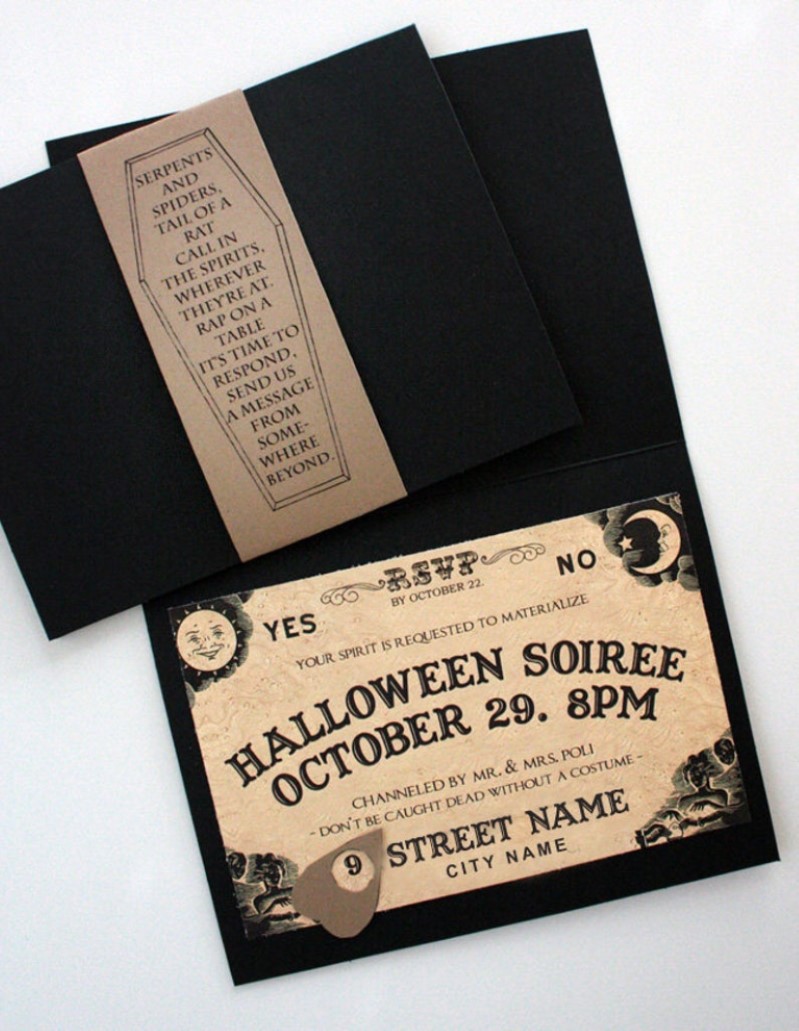 SERPENTS
AND
SPIDERS,
TAIL OF A
RAT
CALL IN
THE SPIRITS,
WHEREVER
THEY'RE AT.
RAP ON A
TABLE
IT'S TIME TO
RESPOND,
SEND US
A MESSAGE
FROM
SOME-
WHERE
BEYOND.
RSVP
BY OCTOBER 22.
YES
NO
YOUR SPIRIT IS REQUESTED TO MATERIALIZE
HALLOWEEN SOIREE
OCTOBER 29. 8PM
CHANNELED BY MR. & MRS. POLI
- DON'T BE CAUGHT DEAD WITHOUT A COSTUME -
9 STREET NAME
CITY NAME